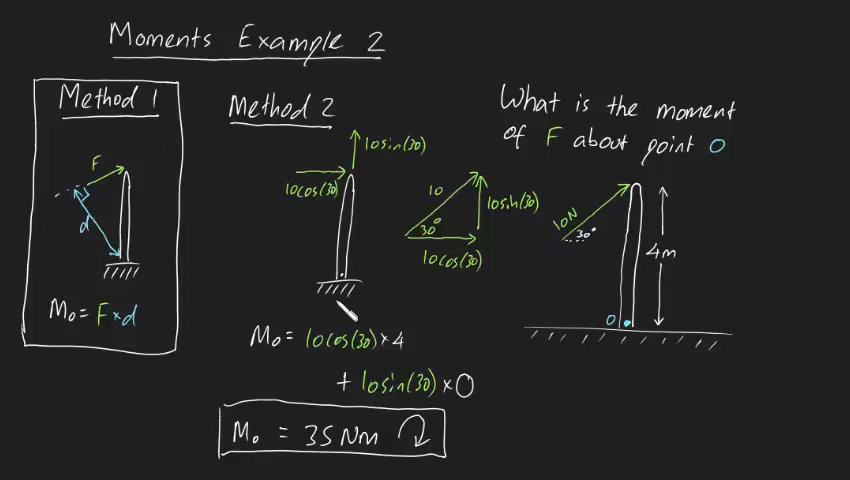 Moments Example 2
Method 1
F
d
Mo = F × d
Method 2
10sin(30)
10cos(30)
10
30°
10sin(30)
10cos(30)
Mo = 10cos(30) × 4
+ 10sin(30) × 0
Mo = 35 Nm
What is the moment
of F about point O
10N
30°
4m
O